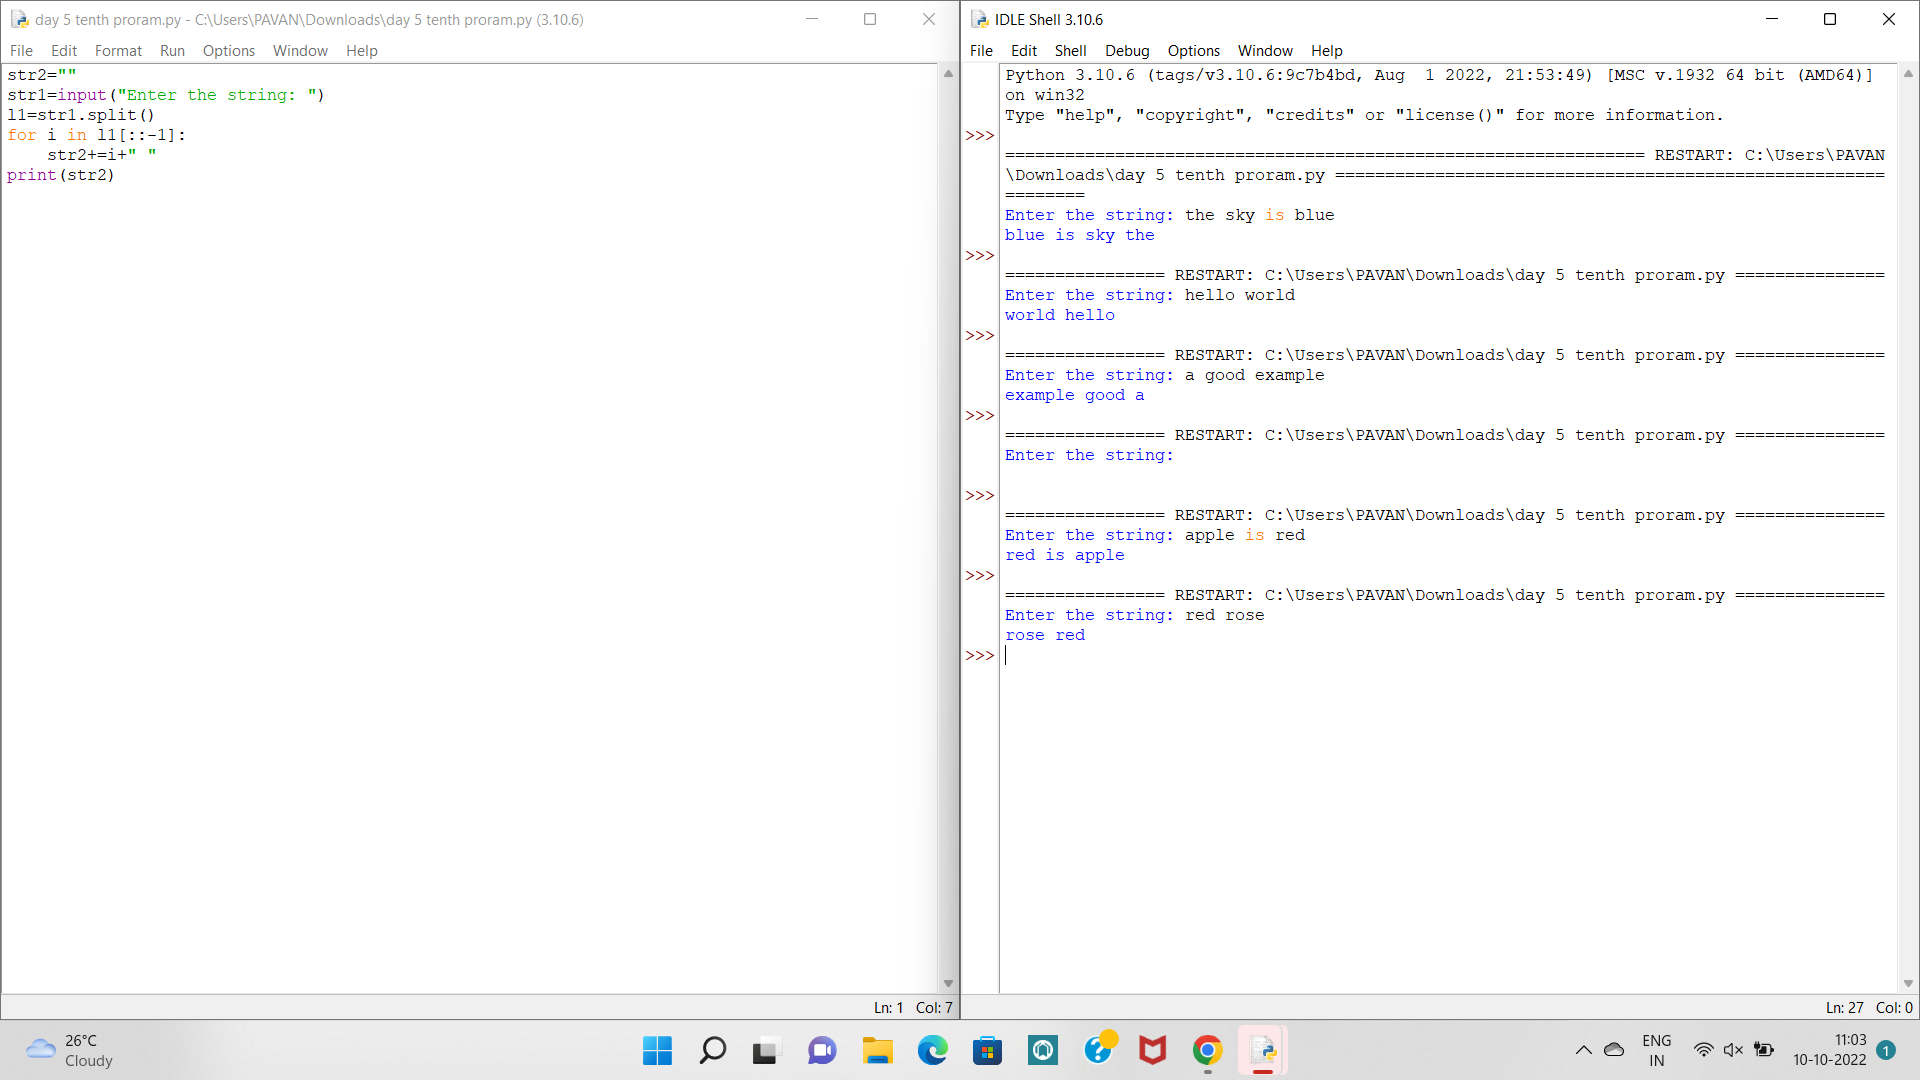 day 5 tenth proram.py - C:\Users\PAVAN\Downloads\day 5 tenth proram.py (3.10.6)
File Edit Format Run Options Window Help
str2=""
str1=input("Enter the string: ")
l1=str1.split()
for i in l1[::-1]:
    str2+=i+" "
print(str2)
Ln: 1 Col: 7
IDLE Shell 3.10.6
File Edit Shell Debug Options Window Help
Python 3.10.6 (tags/v3.10.6:9c7b4bd, Aug  1 2022, 21:53:49) [MSC v.1932 64 bit (AMD64)]
on win32
Type "help", "copyright", "credits" or "license()" for more information.
>>>
================================================================ RESTART: C:\Users\PAVAN
\Downloads\day 5 tenth proram.py =======================================================
========
Enter the string: the sky is blue
blue is sky the
>>>
================ RESTART: C:\Users\PAVAN\Downloads\day 5 tenth proram.py ===============
Enter the string: hello world
world hello
>>>
================ RESTART: C:\Users\PAVAN\Downloads\day 5 tenth proram.py ===============
Enter the string: a good example
example good a
>>>
================ RESTART: C:\Users\PAVAN\Downloads\day 5 tenth proram.py ===============
Enter the string:
>>>
================ RESTART: C:\Users\PAVAN\Downloads\day 5 tenth proram.py ===============
Enter the string: apple is red
red is apple
>>>
================ RESTART: C:\Users\PAVAN\Downloads\day 5 tenth proram.py ===============
Enter the string: red rose
rose red
>>>
Ln: 27 Col: 0
26°C
Cloudy
ENG
IN
11:03
10-10-2022
1